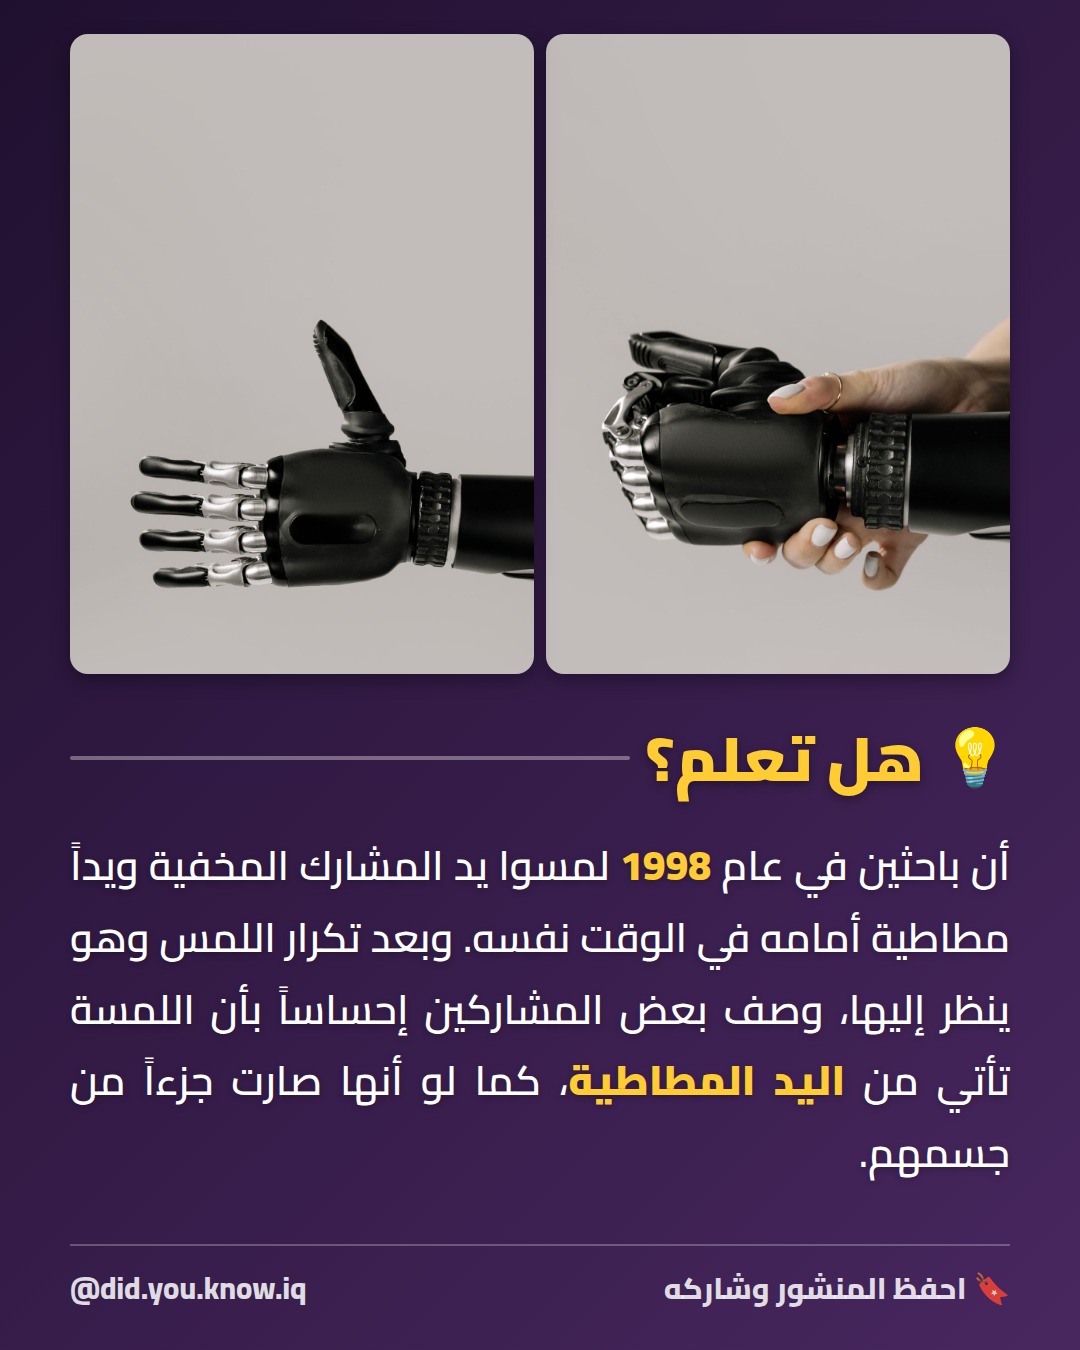 💡 هل تعلم؟
أن باحثين في عام 1998 لمسوا يد المشارك المخفية ويداً
مطاطية أمامه في الوقت نفسه. وبعد تكرار اللمس وهو
ينظر إليها، وصف بعض المشاركين إحساساً بأن اللمسة
تأتي من اليد المطاطية، كما لو أنها صارت جزءاً من
جسمهم.
🔖 احفظ المنشور وشاركه
@did.you.know.iq